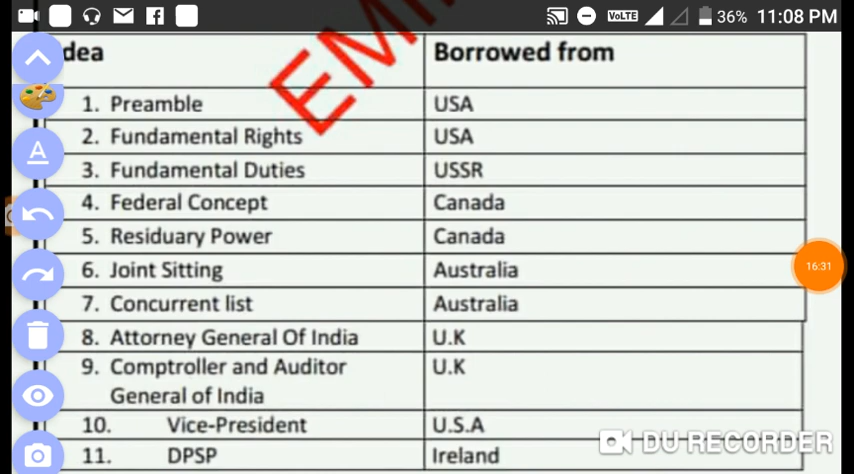 VoLTE 36% 11:08 PM
dea Borrowed from
1. Preamble USA
2. Fundamental Rights USA
3. Fundamental Duties USSR
4. Federal Concept Canada
5. Residuary Power Canada
6. Joint Sitting Australia
7. Concurrent list Australia
8. Attorney General Of India U.K
9. Comptroller and Auditor U.K
General of India
10. Vice-President U.S.A
11. DPSP Ireland
16:31
DU RECORDER